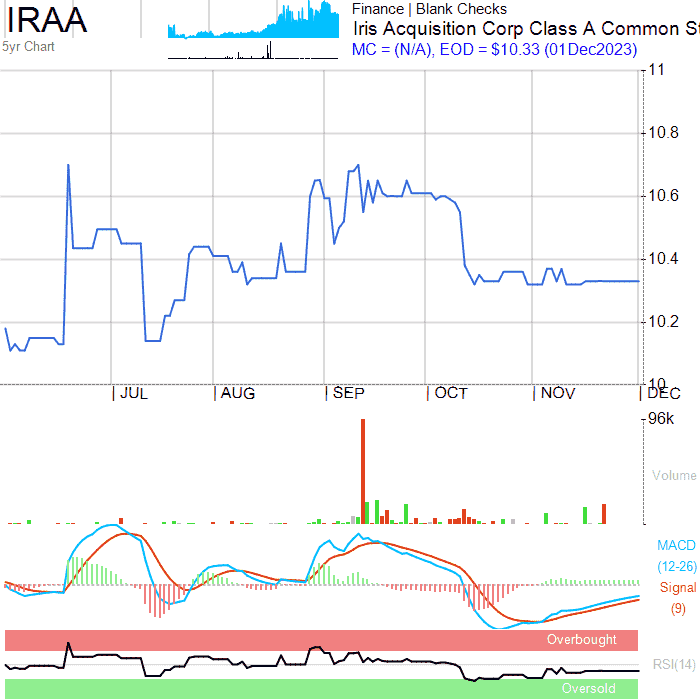 IRAA
5yr Chart
Finance | Blank Checks
Iris Acquisition Corp Class A Common St
MC = (N/A), EOD = $10.33 (01Dec2023)
11
10.8
10.6
10.4
10.2
10
| JUL | AUG | SEP | OCT | NOV | DEC
96k
Volume
MACD
(12-26)
Signal
(9)
Overbought
RSI(14)
Oversold